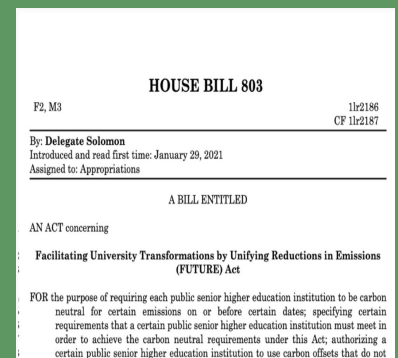 HOUSE BILL 803
F2, M3 1lr2186
CF 1lr2187
By: Delegate Solomon
Introduced and read first time: January 29, 2021
Assigned to: Appropriations
A BILL ENTITLED
AN ACT concerning
Facilitating University Transformations by Unifying Reductions in Emissions
(FUTURE) Act
FOR the purpose of requiring each public senior higher education institution to be carbon
neutral for certain emissions on or before certain dates; specifying certain
requirements that a certain public senior higher education institution must meet in
order to achieve the carbon neutral requirements under this Act; authorizing a
certain public senior higher education institution to use carbon offsets that do not